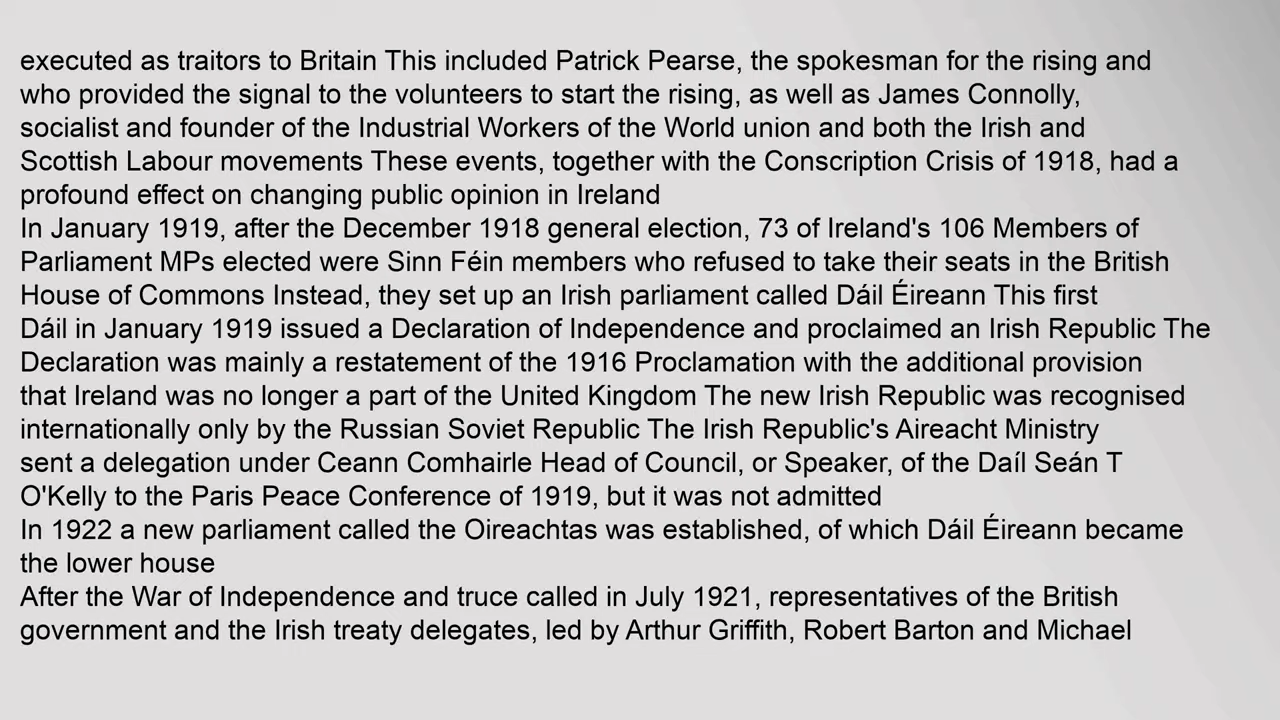 executed as traitors to Britain This included Patrick Pearse, the spokesman for the rising and
who provided the signal to the volunteers to start the rising, as well as James Connolly,
socialist and founder of the Industrial Workers of the World union and both the Irish and
Scottish Labour movements These events, together with the Conscription Crisis of 1918, had a
profound effect on changing public opinion in Ireland
In January 1919, after the December 1918 general election, 73 of Ireland's 106 Members of
Parliament MPs elected were Sinn Féin members who refused to take their seats in the British
House of Commons Instead, they set up an Irish parliament called Dáil Éireann This first
Dáil in January 1919 issued a Declaration of Independence and proclaimed an Irish Republic The
Declaration was mainly a restatement of the 1916 Proclamation with the additional provision
that Ireland was no longer a part of the United Kingdom The new Irish Republic was recognised
internationally only by the Russian Soviet Republic The Irish Republic's Aireacht Ministry
sent a delegation under Ceann Comhairle Head of Council, or Speaker, of the Daíl Seán T
O'Kelly to the Paris Peace Conference of 1919, but it was not admitted
In 1922 a new parliament called the Oireachtas was established, of which Dáil Éireann became
the lower house
After the War of Independence and truce called in July 1921, representatives of the British
government and the Irish treaty delegates, led by Arthur Griffith, Robert Barton and Michael